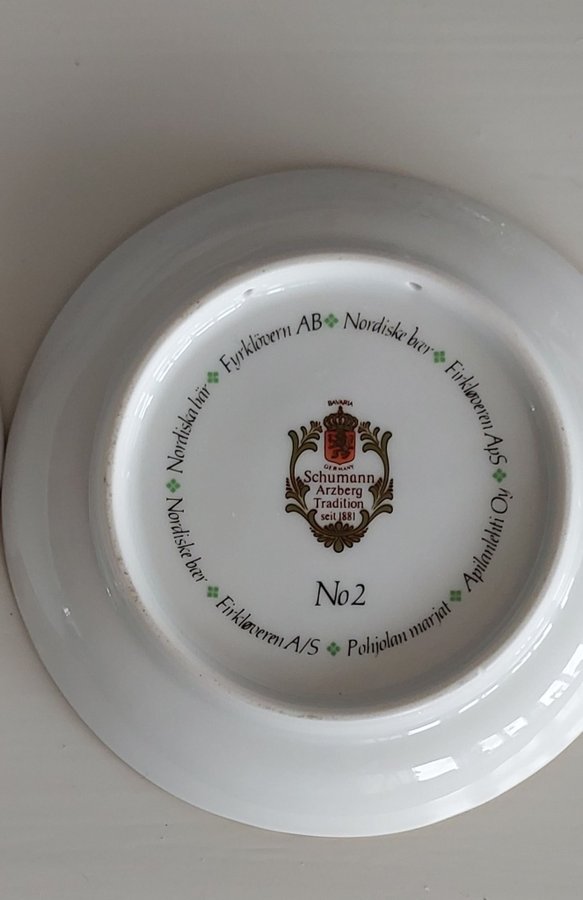 Fyrklövern AB Nordiske bær Firkløveren ApS Apilanlehti Oy Pohjolan marjat Firkløveren A/S Nordiske bær Nordiska bär
BAVARIA
GERMANY
Schumann
Arzberg
Tradition
seit 1881
No 2